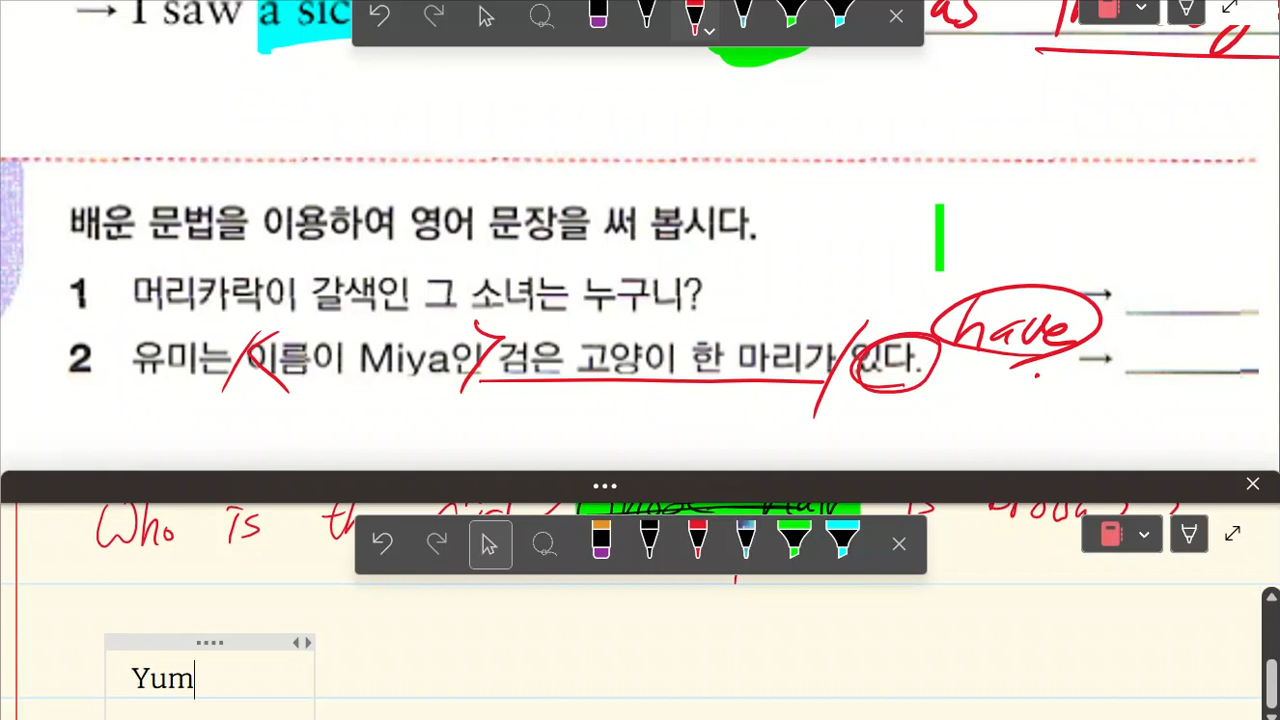 → I saw a sic
as
배운 문법을 이용하여 영어 문장을 써 봅시다.
1 머리카락이 갈색인 그 소녀는 누구니? →
have
2 유미는 이름이 Miya인 검은 고양이 한 마리가 있다. →
Who is
is
Yum